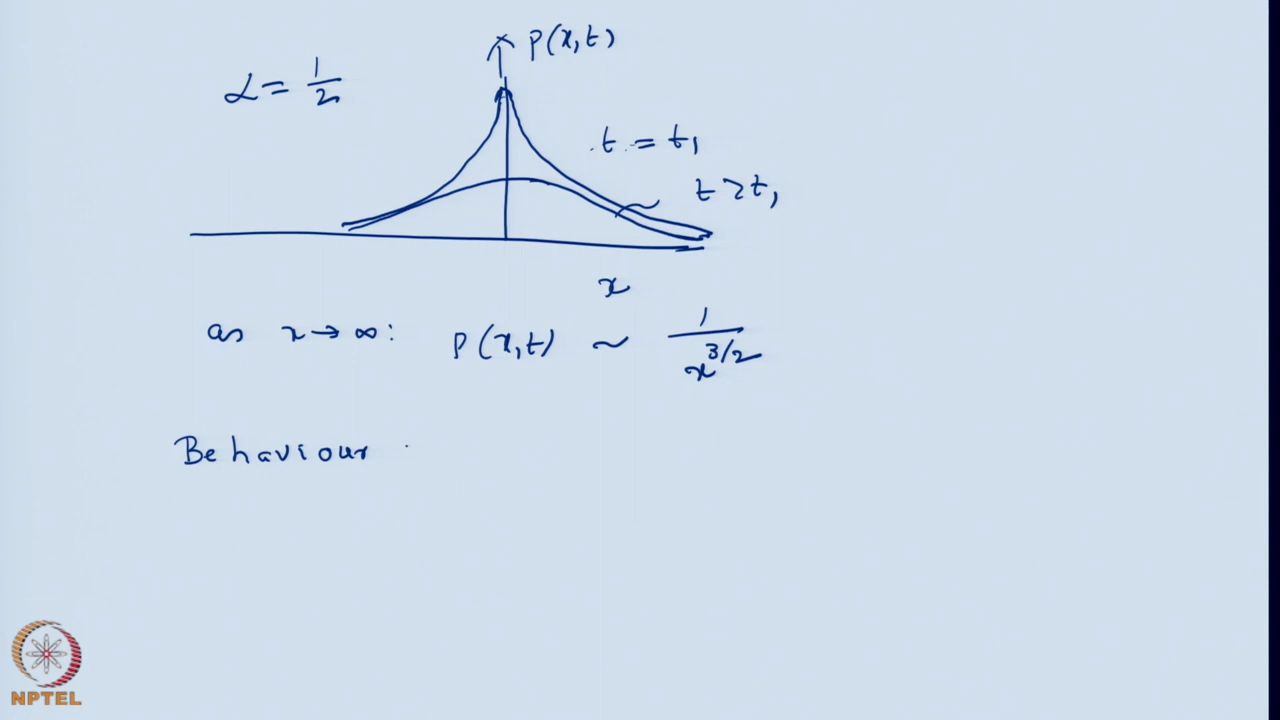 P(x,t)
α = 1/2
t = t₁
t > t₁
x
as x → ∞: P(x,t) ~ 1/x^{3/2}
Behaviour
NPTEL